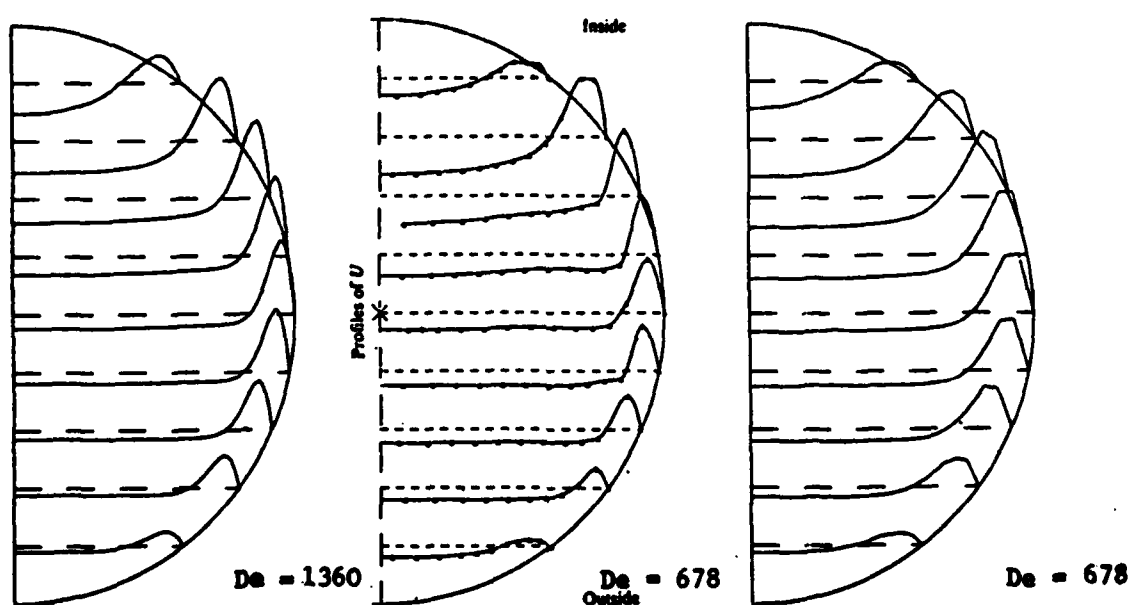 Inside
Profiles of U
De = 1360
De = 678
De = 678
Outside